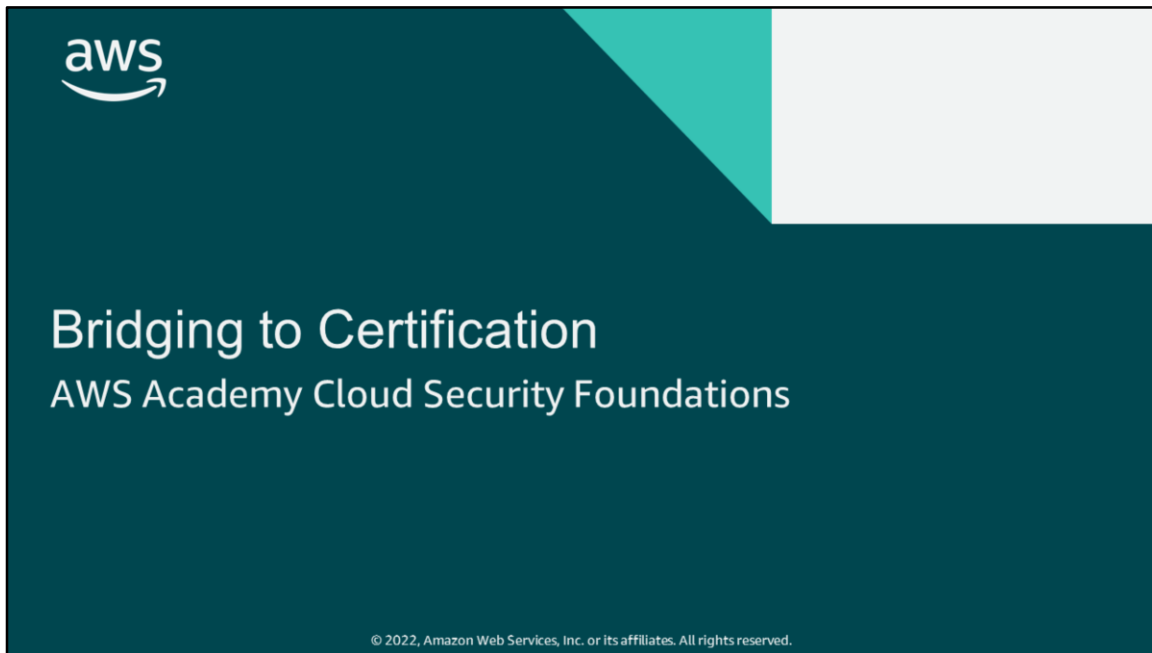 aws
Bridging to Certification
AWS Academy Cloud Security Foundations
© 2022, Amazon Web Services, Inc. or its affiliates. All rights reserved.